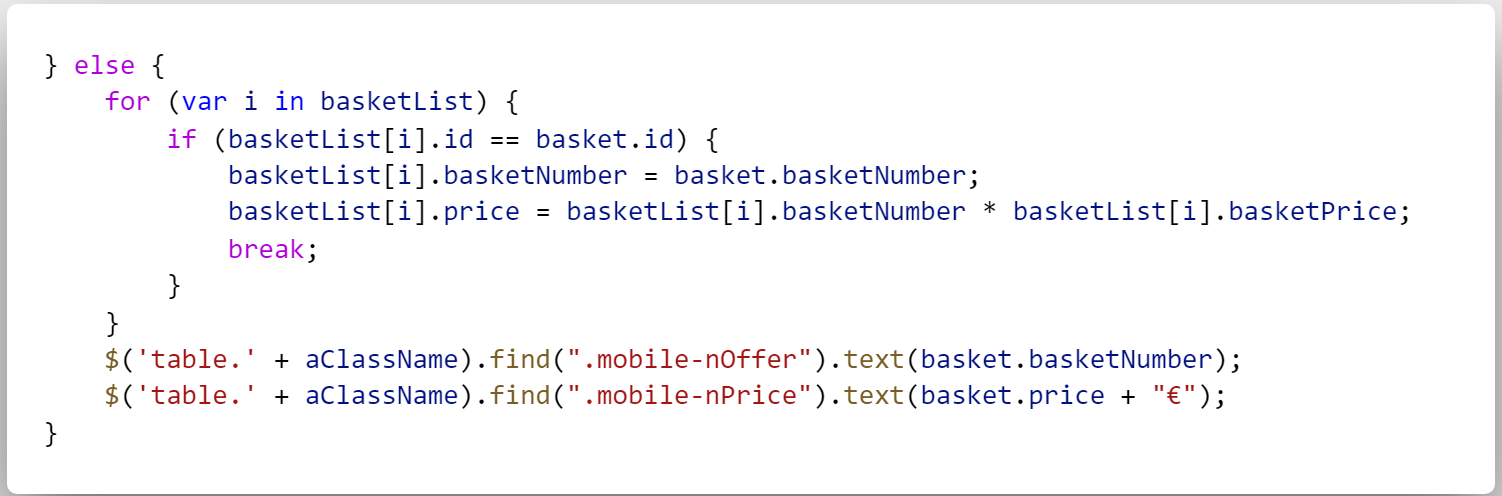 } else {
    for (var i in basketList) {
        if (basketList[i].id == basket.id) {
            basketList[i].basketNumber = basket.basketNumber;
            basketList[i].price = basketList[i].basketNumber * basketList[i].basketPrice;
            break;
        }
    }
    $('table.' + aClassName).find(".mobile-nOffer").text(basket.basketNumber);
    $('table.' + aClassName).find(".mobile-nPrice").text(basket.price + "€");
}